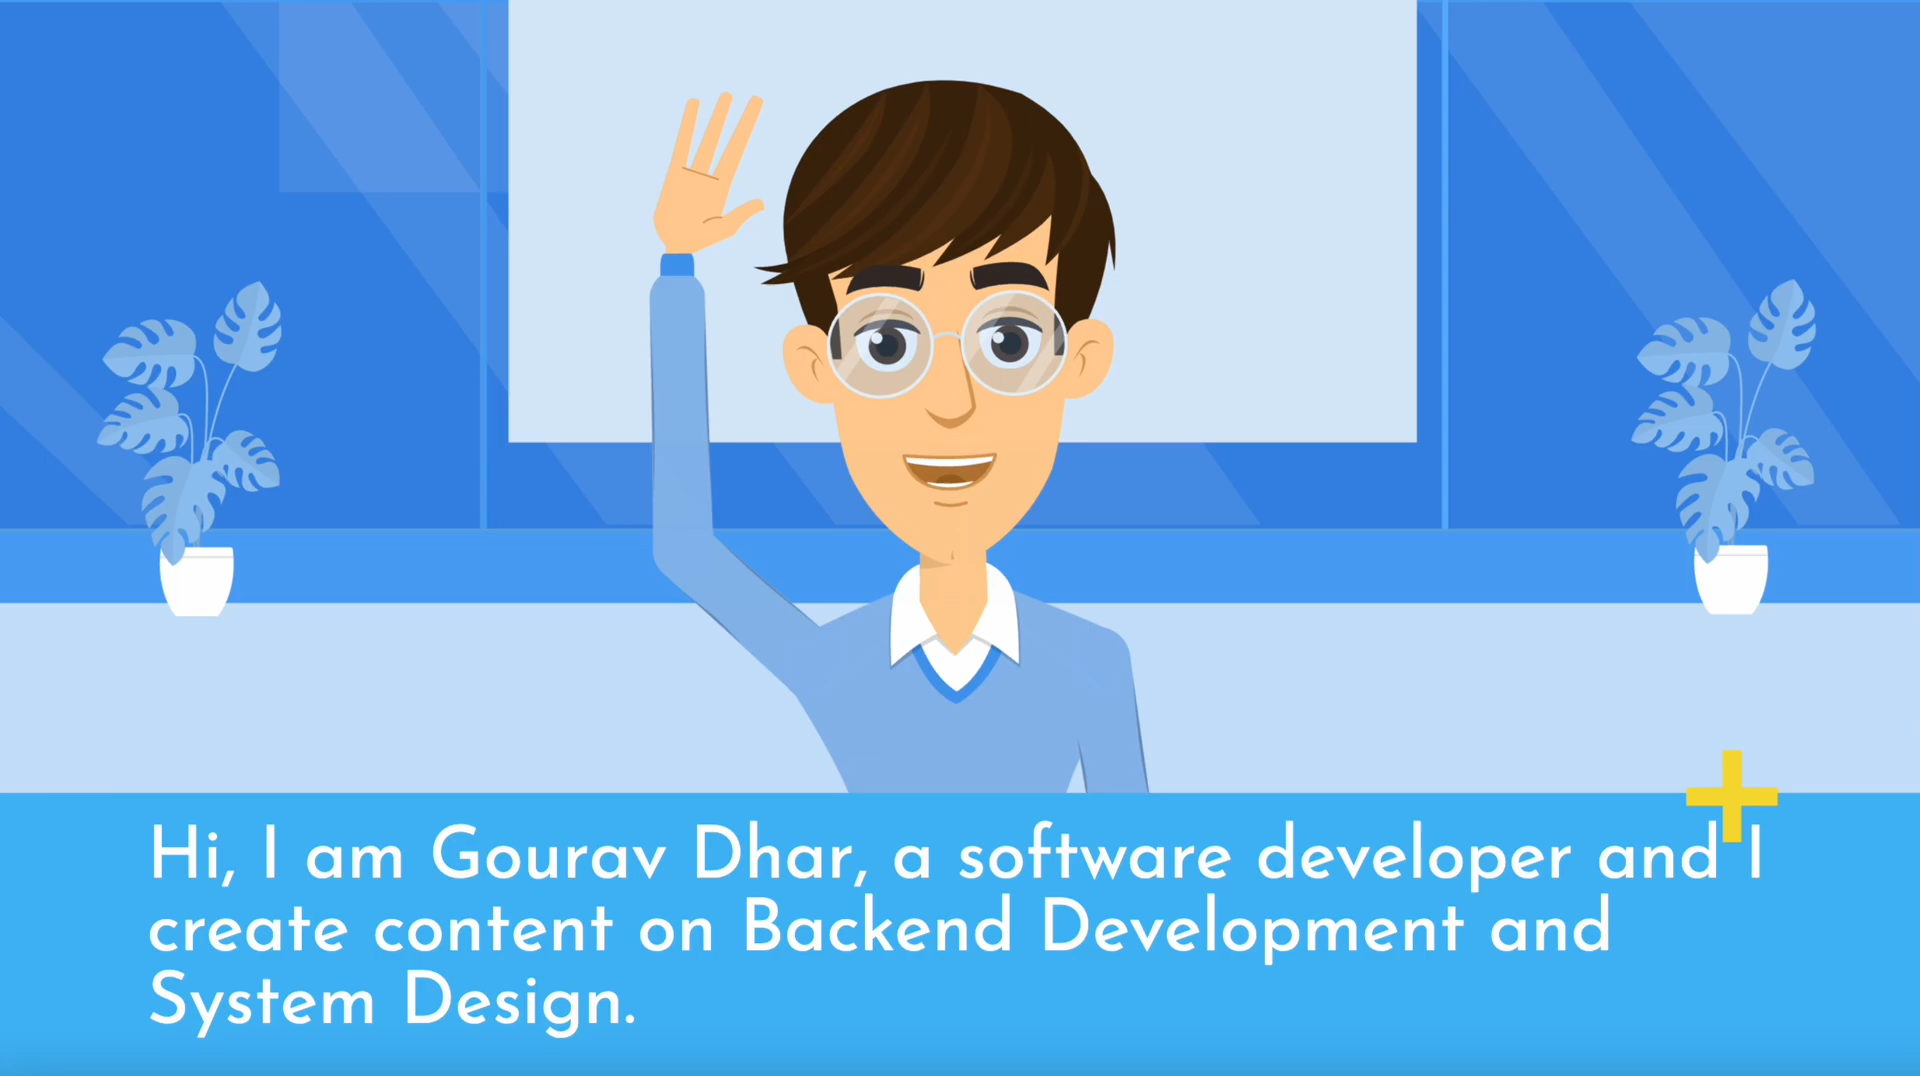 Hi, I am Gourav Dhar, a software developer and I
create content on Backend Development and
System Design.